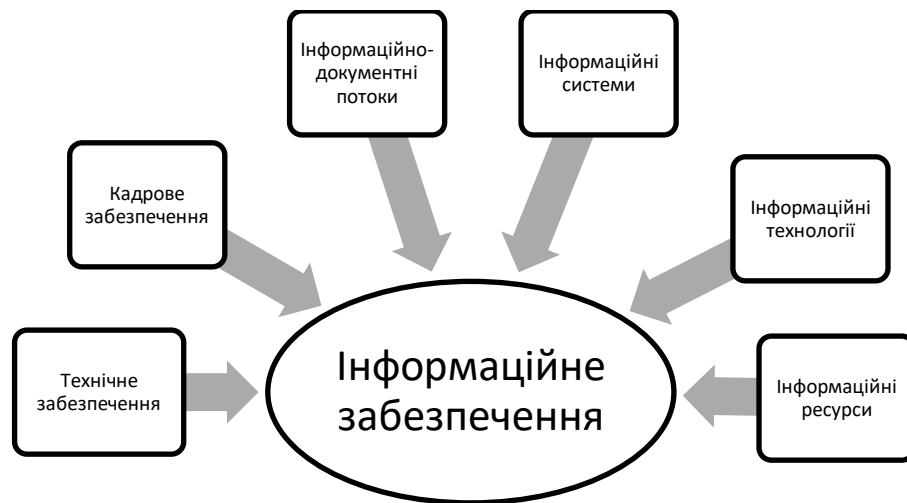 Інформаційно-
документні
потоки
Інформаційні
системи
Кадрове
забезпечення
Інформаційні
технології
Технічне
забезпечення
Інформаційне
забезпечення
Інформаційні
ресурси